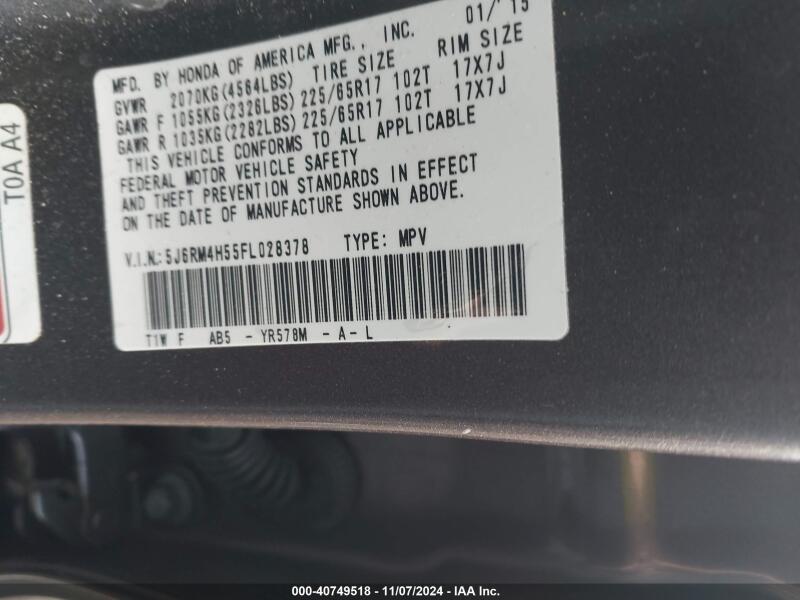 01/'15
MFD. BY HONDA OF AMERICA MFG., INC.
GVWR 2070KG(4564LBS) TIRE SIZE RIM SIZE
GAWR F 1055KG(2326LBS) 225/65R17 102T 17X7J
GAWR R 1035KG(2282LBS) 225/65R17 102T 17X7J
THIS VEHICLE CONFORMS TO ALL APPLICABLE
FEDERAL MOTOR VEHICLE SAFETY
AND THEFT PREVENTION STANDARDS IN EFFECT
ON THE DATE OF MANUFACTURE SHOWN ABOVE.
V.I.N.: 5J6RM4H55FL028378 TYPE: MPV
T1W F AB5 - YR578M - A - L
T0A A4
000-40749518 - 11/07/2024 - IAA Inc.